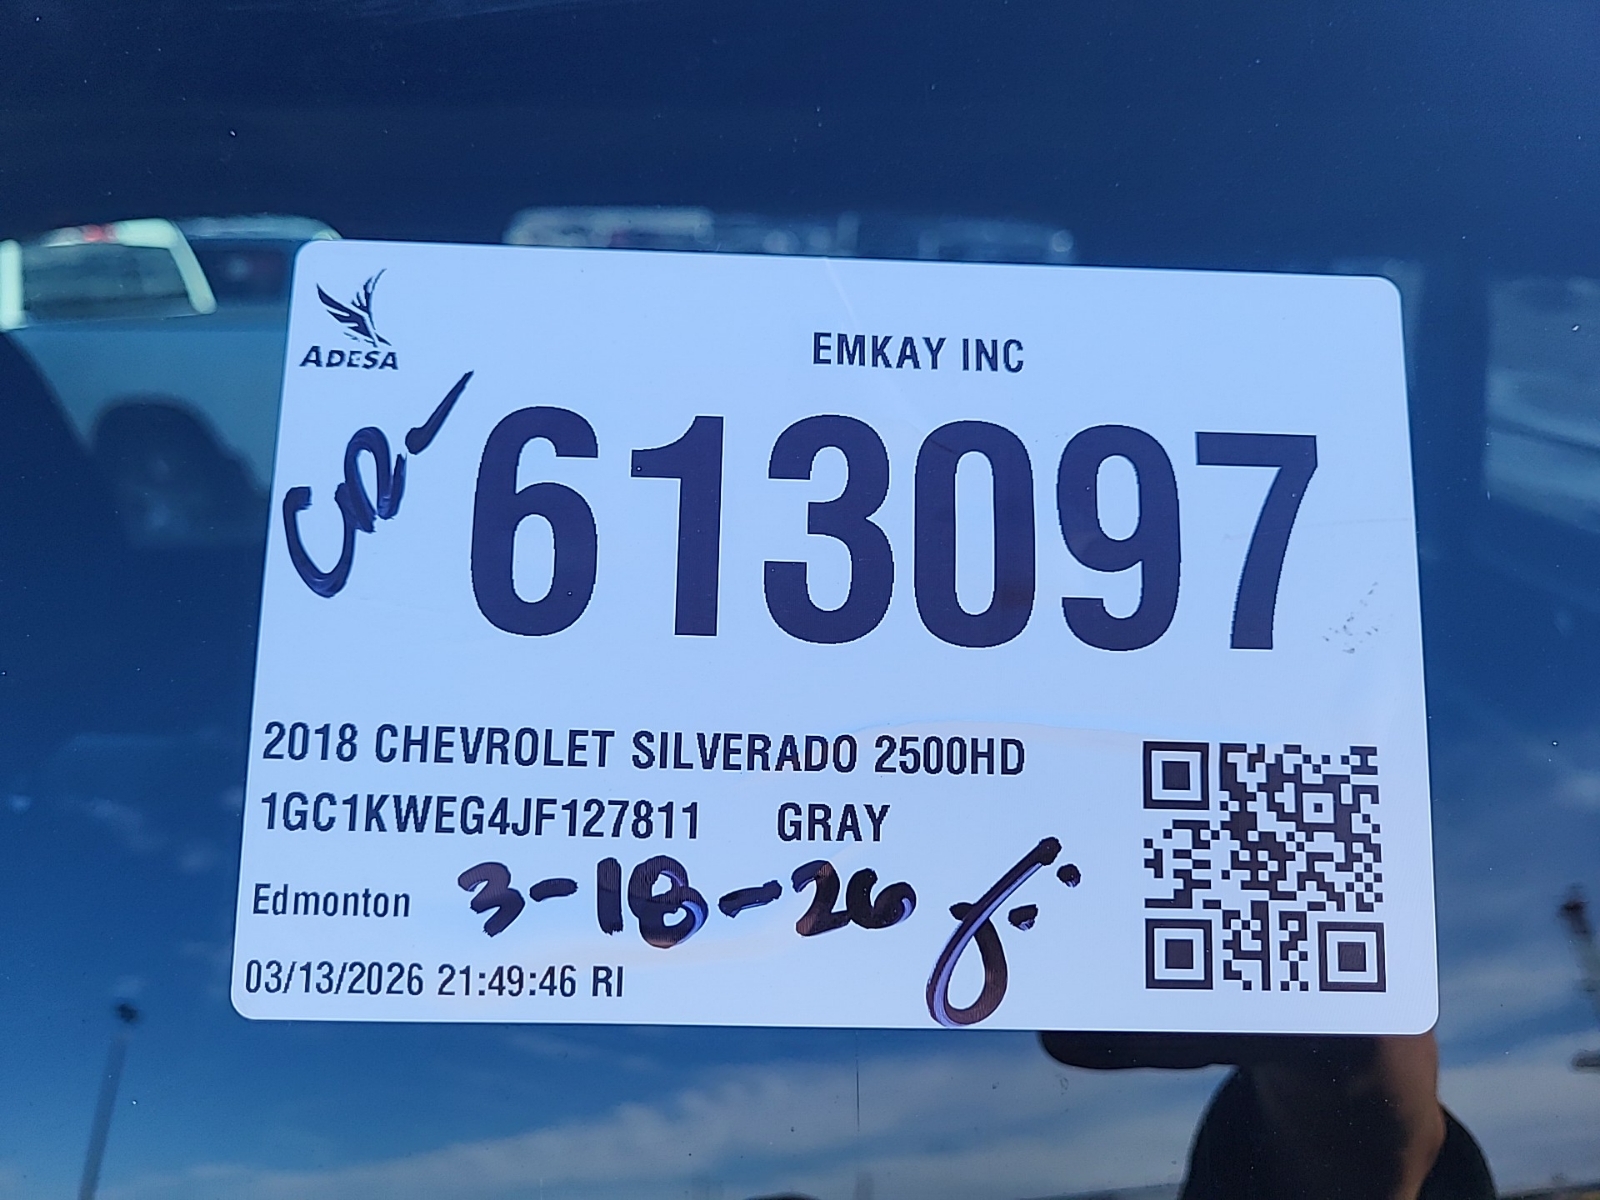 ADESA
EMKAY INC
CR-
613097
2018 CHEVROLET SILVERADO 2500HD
1GC1KWEG4JF127811 GRAY
Edmonton 3-18-26
03/13/2026 21:49:46 RI